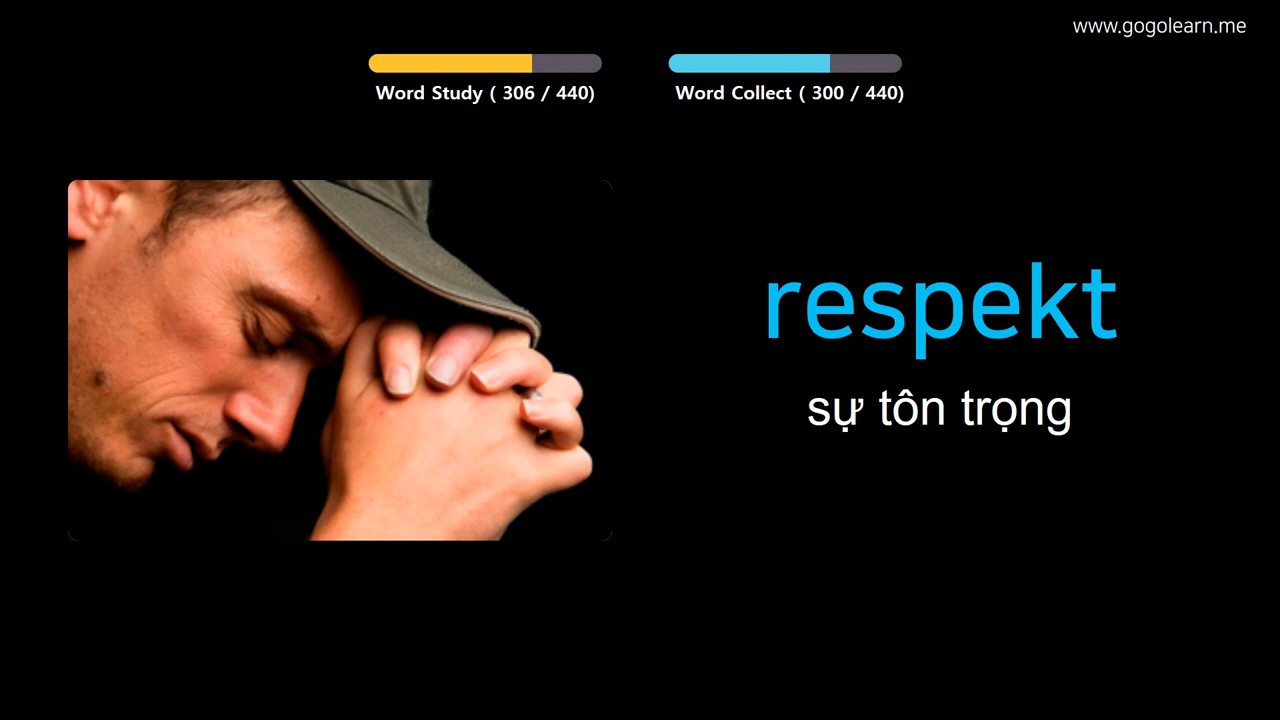 www.gogolearn.me
Word Study ( 306 / 440)
Word Collect ( 300 / 440)
respekt
sự tôn trọng